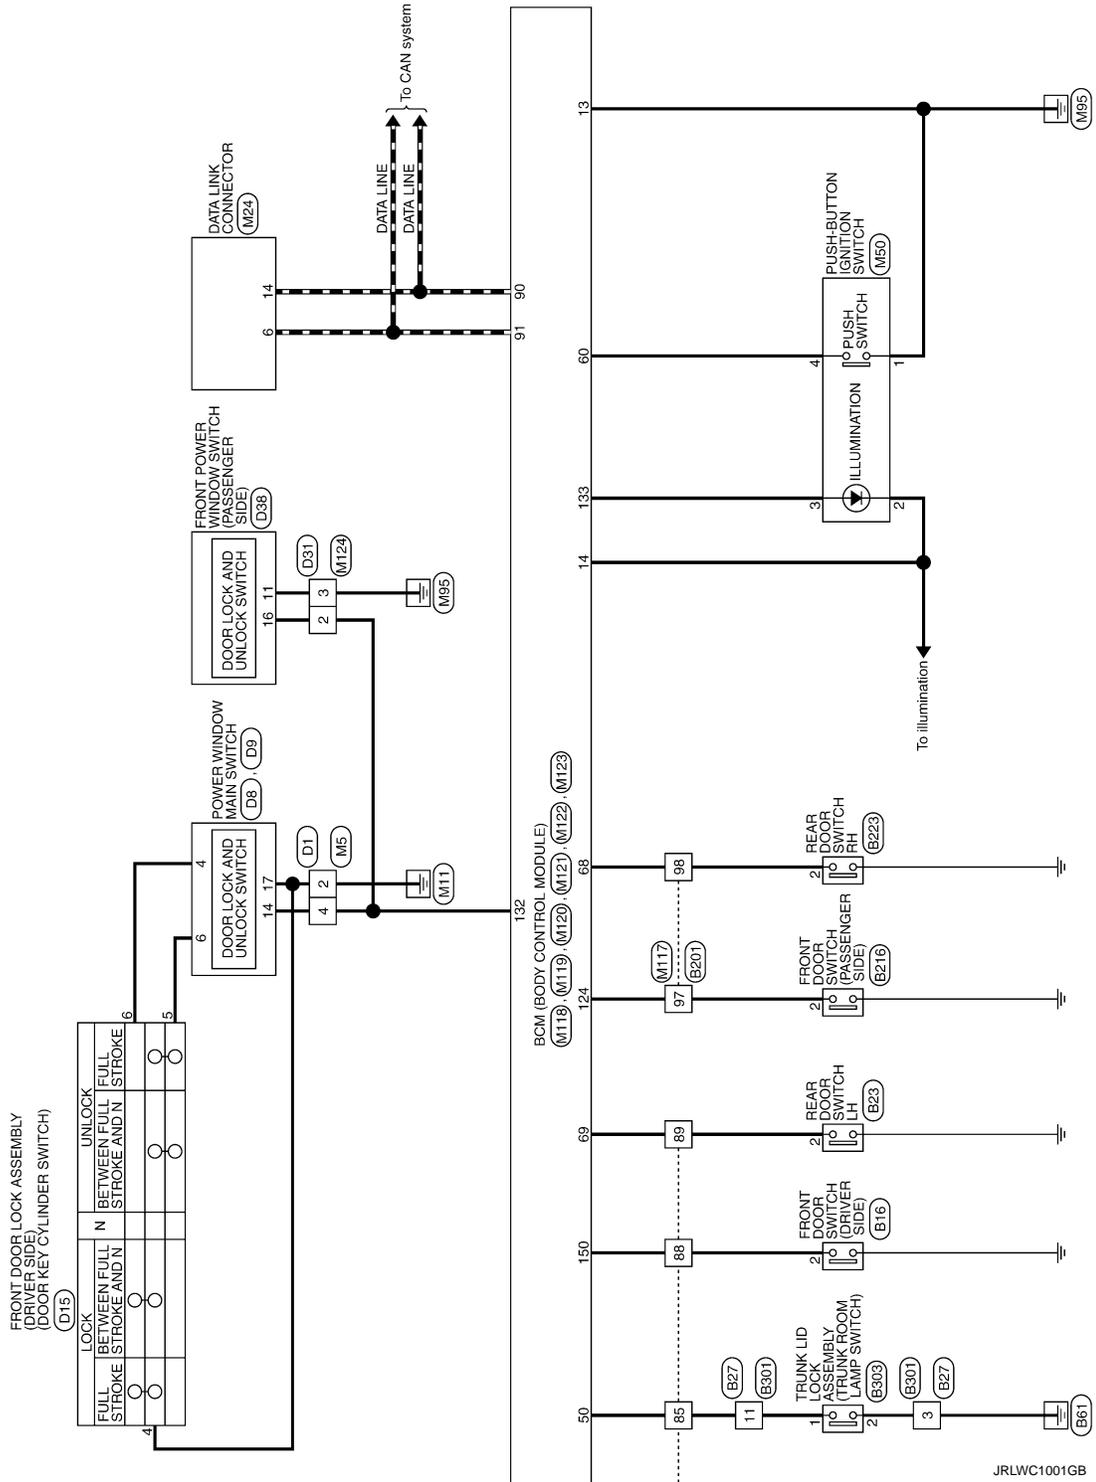 FRONT DOOR LOCK ASSEMBLY
(DRIVER SIDE)
(DOOR KEY CYLINDER SWITCH)
D15
LOCK
N
UNLOCK
FULL
STROKE
BETWEEN FULL
STROKE AND N
BETWEEN FULL
STROKE AND N
FULL
STROKE
4
6
5
POWER WINDOW
MAIN SWITCH
D8 , D9
DOOR LOCK AND
UNLOCK SWITCH
6
4
14
17
4
2
D1
M5
M11
FRONT POWER
WINDOW SWITCH
(PASSENGER
SIDE)
D38
DOOR LOCK AND
UNLOCK SWITCH
16
11
2
3
D31
M124
M95
DATA LINK
CONNECTOR
M24
6
14
DATA LINE
DATA LINE
To CAN system
132
91
90
BCM (BODY CONTROL MODULE)
M118 , M119 , M120 , M121 , M122 , M123
50
150
69
124
68
14
133
60
13
85
88
89
97
98
M117
B201
11
B27
B301
TRUNK LID
LOCK
ASSEMBLY
(TRUNK ROOM
LAMP SWITCH)
B303
1
2
3
B301
B27
B61
FRONT
DOOR
SWITCH
(DRIVER
SIDE)
B16
2
REAR
DOOR
SWITCH
LH
B23
2
FRONT
DOOR
SWITCH
(PASSENGER
SIDE)
B216
2
REAR
DOOR
SWITCH
RH
B223
2
To illumination
PUSH-BUTTON
IGNITION
SWITCH
M50
ILLUMINATION
PUSH
SWITCH
3
4
2
1
M95
JRLWC1001GB